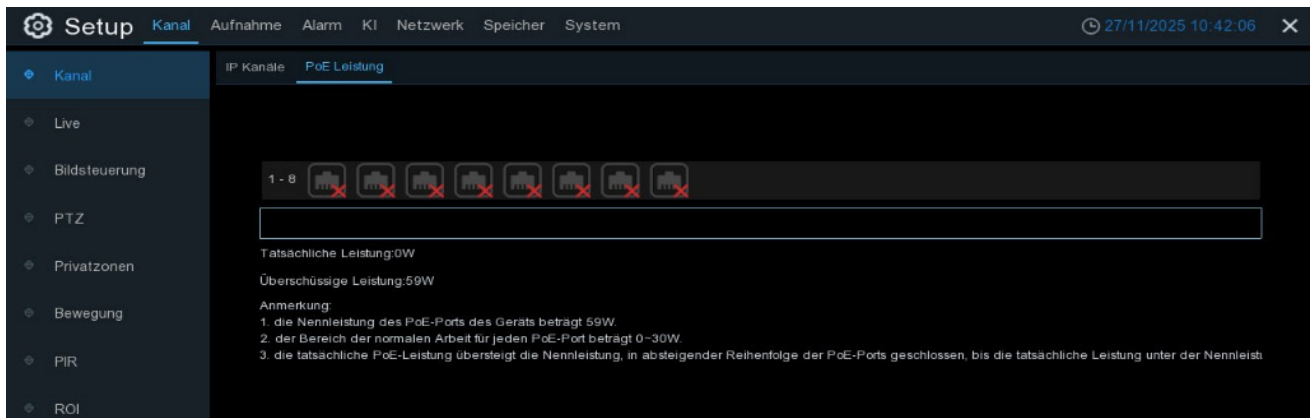 Setup Kanal Aufnahme Alarm KI Netzwerk Speicher System 27/11/2025 10:42:06
Kanal
IP Kanäle PoE Leistung
Live
Bildsteuerung
1 - 8
PTZ
Tatsächliche Leistung:0W
Privatzonen
Überschüssige Leistung:59W
Anmerkung:
Bewegung
1. die Nennleistung des PoE-Ports des Geräts beträgt 59W.
2. der Bereich der normalen Arbeit für jeden PoE-Port beträgt 0~30W.
3. die tatsächliche PoE-Leistung übersteigt die Nennleistung, in absteigender Reihenfolge der PoE-Ports geschlossen, bis die tatsächliche Leistung unter der Nennleist
PIR
ROI